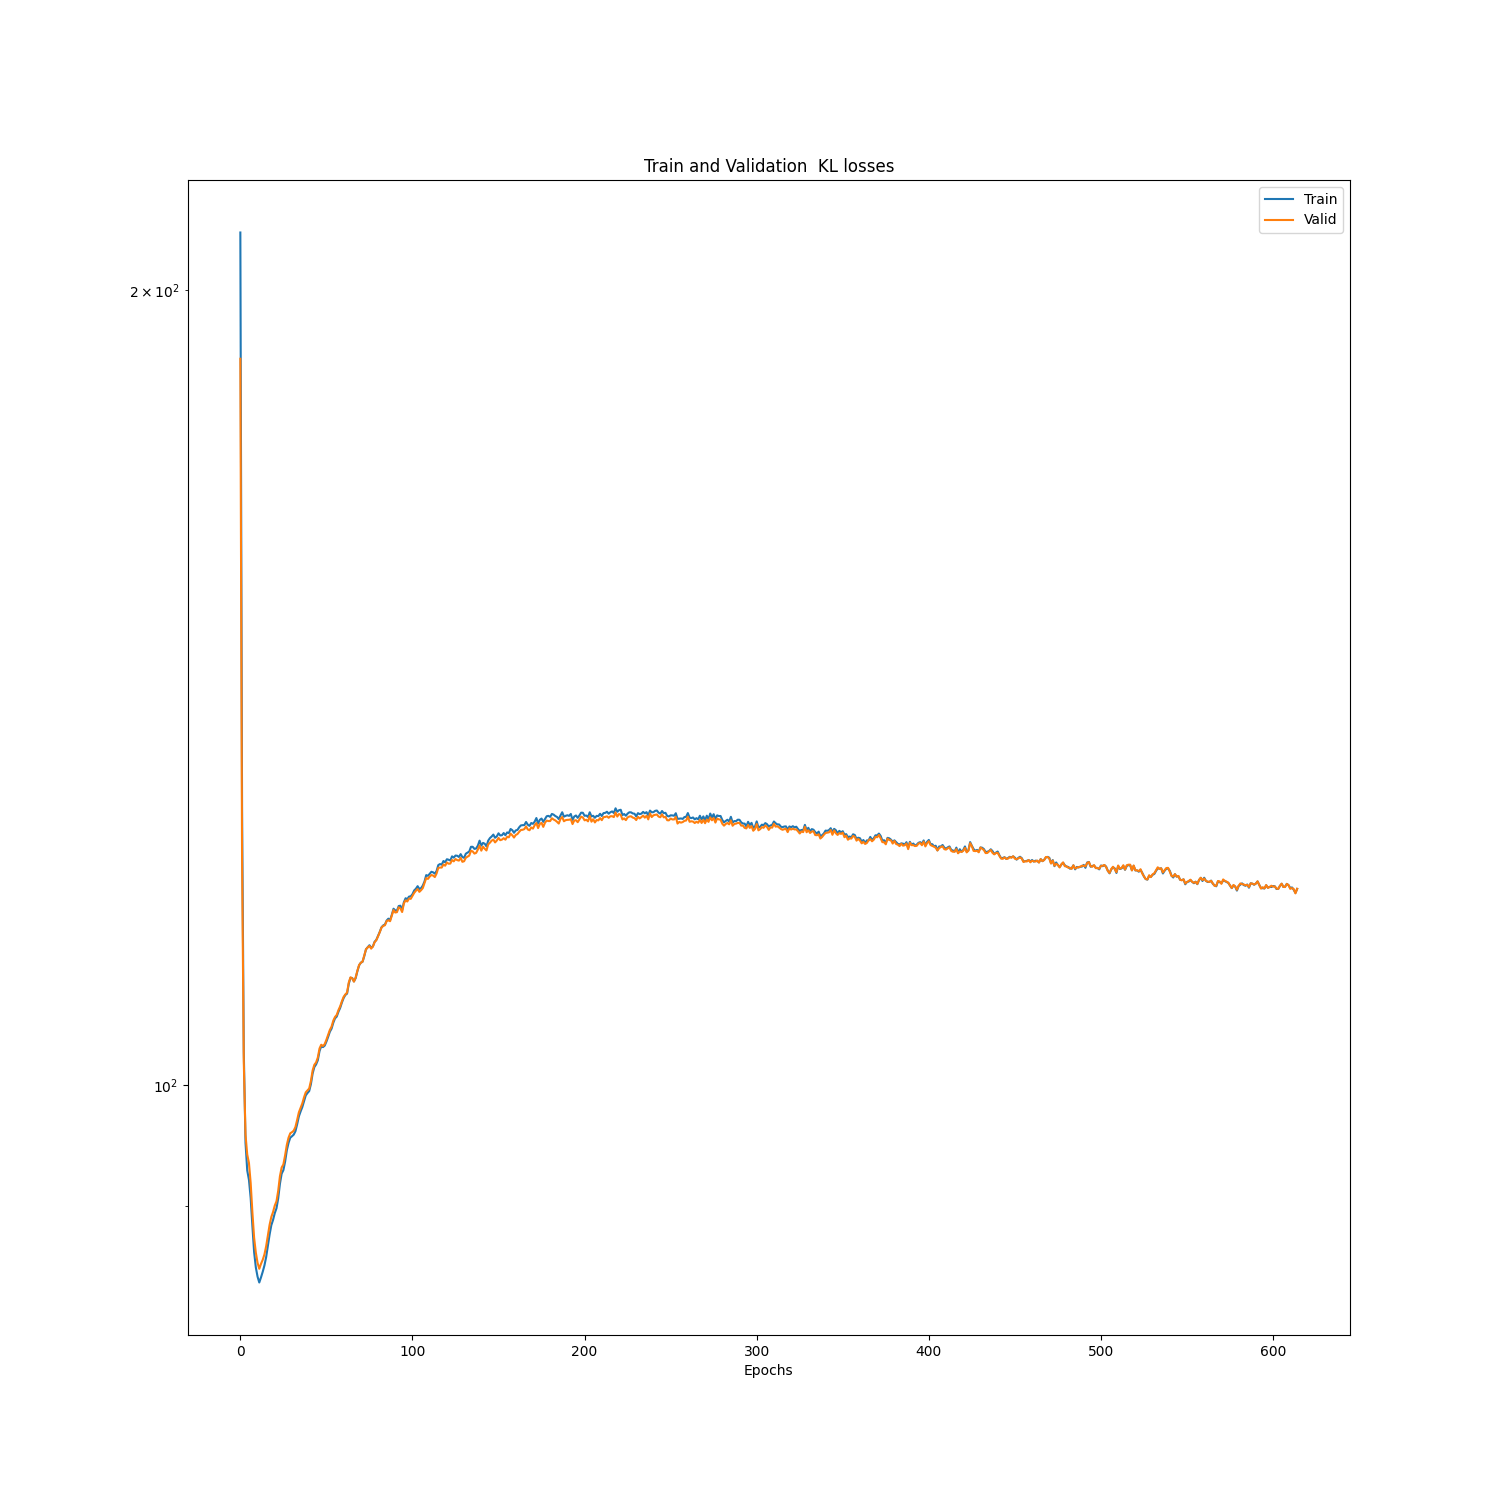 Train and Validation  KL losses
Train
Valid
2 × 10²
10²
0 100 200 300 400 500 600
Epochs